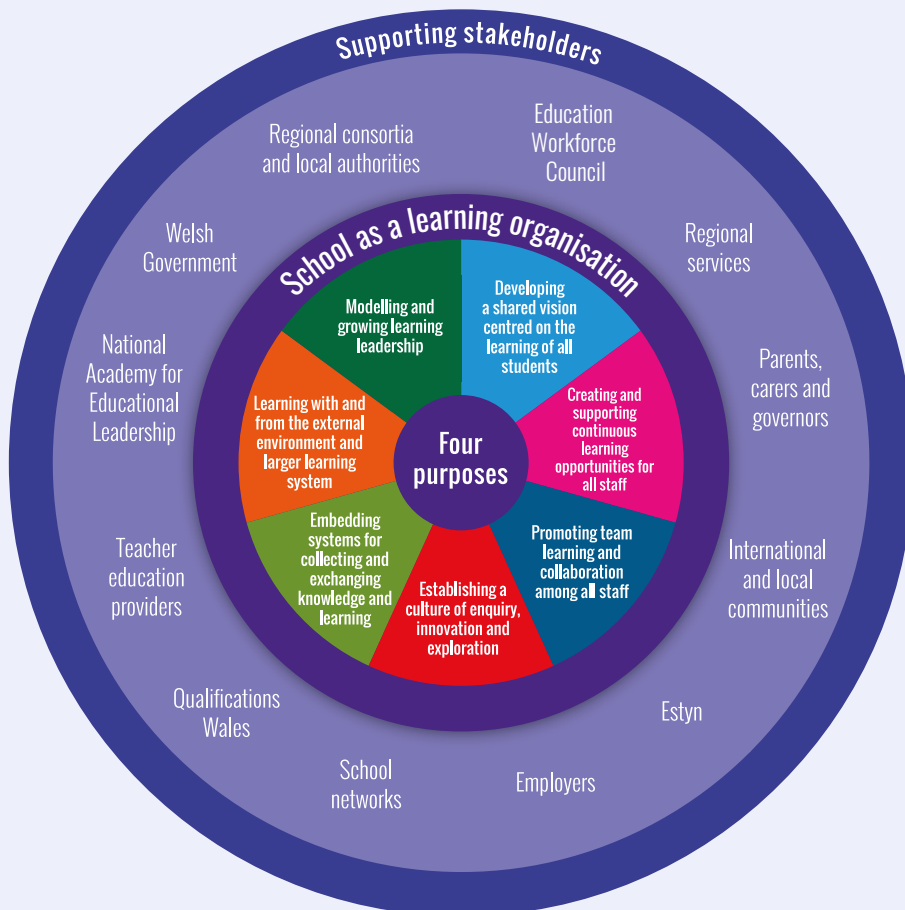 Supporting stakeholders
Regional consortia
and local authorities
Education
Workforce
Council
Welsh
Government
Regional
services
National
Academy for
Educational
Leadership
Parents,
carers and
governors
Teacher
education
providers
International
and local
communities
Qualifications
Wales
Estyn
School
networks
Employers
School as a learning organisation
Modelling and
growing learning
leadership
Developing
a shared vision
centred on the
learning of all
students
Learning with and
from the external
environment and
larger learning
system
Creating and
supporting
continuous
learning
opportunities for
all staff
Four
purposes
Embedding
systems for
collecting and
exchanging
knowledge and
learning
Promoting team
learning and
collaboration
among all staff
Establishing a
culture of enquiry,
innovation and
exploration